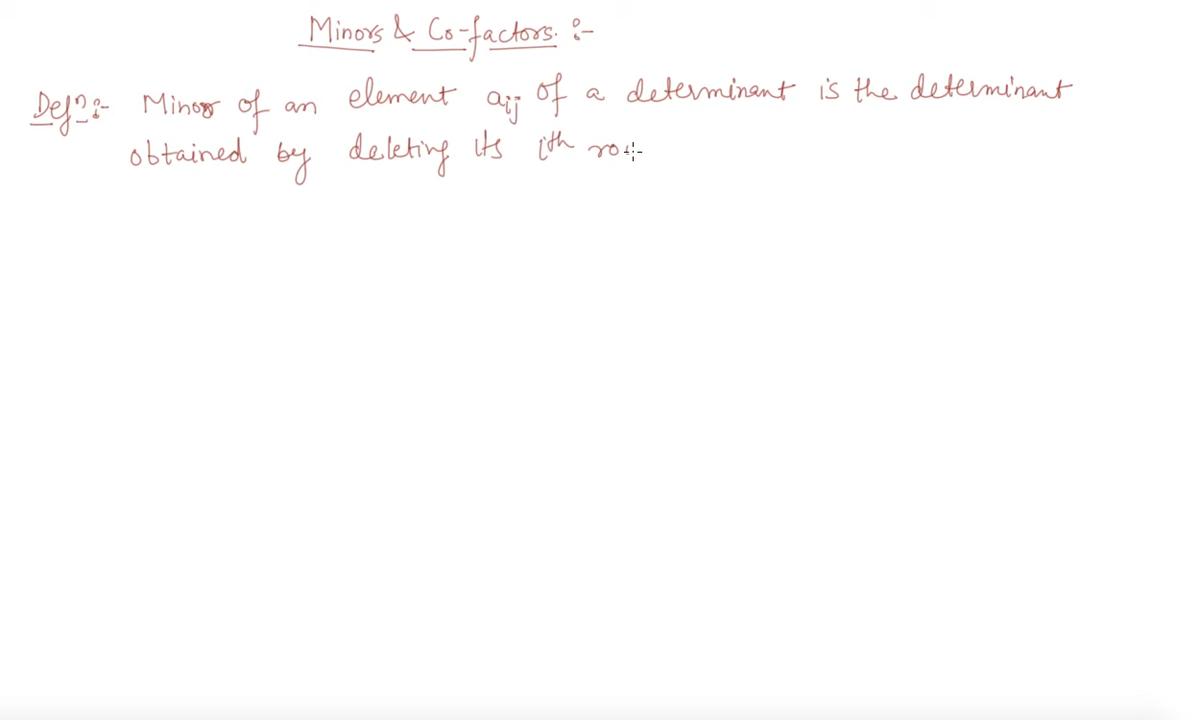 Minors & Co-factors :-
Defn :- Minor of an element aij of a determinant is the determinant
obtained by deleting its ith